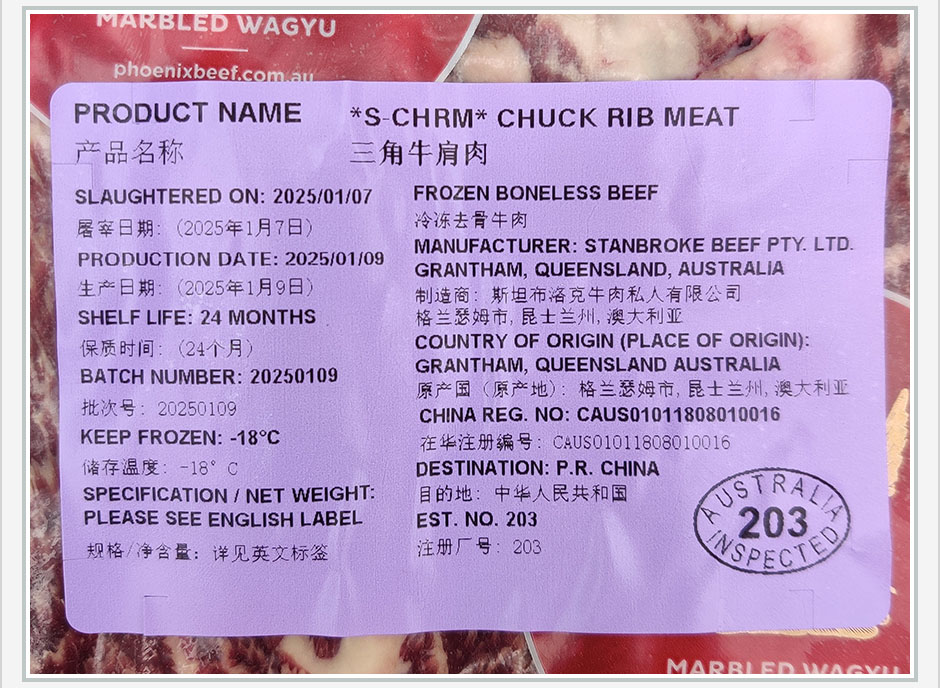 MARBLED WAGYU
phoenixbeef.com.au
PRODUCT NAME *S-CHRM* CHUCK RIB MEAT
产品名称 三角牛肩肉
SLAUGHTERED ON: 2025/01/07
屠宰日期: （2025年1月7日）
PRODUCTION DATE: 2025/01/09
生产日期: （2025年1月9日）
SHELF LIFE: 24 MONTHS
保质时间: （24个月）
BATCH NUMBER: 20250109
批次号: 20250109
KEEP FROZEN: -18°C
储存温度: -18° C
SPECIFICATION / NET WEIGHT:
PLEASE SEE ENGLISH LABEL
规格/净含量: 详见英文标签
FROZEN BONELESS BEEF
冷冻去骨牛肉
MANUFACTURER: STANBROKE BEEF PTY. LTD.
GRANTHAM, QUEENSLAND, AUSTRALIA
制造商: 斯坦布洛克牛肉私人有限公司
格兰瑟姆市, 昆士兰州, 澳大利亚
COUNTRY OF ORIGIN (PLACE OF ORIGIN):
GRANTHAM, QUEENSLAND AUSTRALIA
原产国（原产地）: 格兰瑟姆市, 昆士兰州, 澳大利亚
CHINA REG. NO: CAUS01011808010016
在华注册编号: CAUS01011808010016
DESTINATION: P.R. CHINA
目的地: 中华人民共和国
EST. NO. 203
注册厂号: 203
AUSTRALIA
203
INSPECTED
MARBLED WAGYU